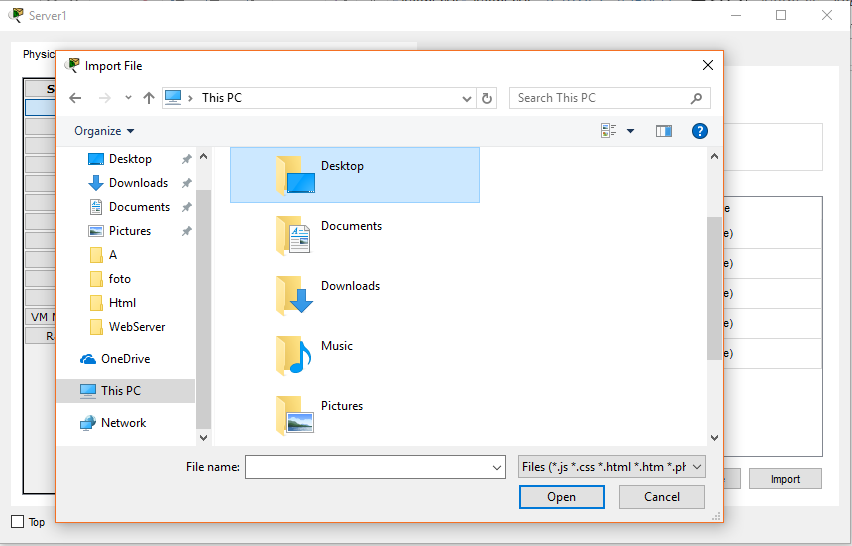 Server1
Physic
Import File
This PC
Search This PC
Organize
Desktop
Downloads
Documents
Pictures
A
foto
Html
WebServer
OneDrive
This PC
Network
Desktop
Documents
Downloads
Music
Pictures
S
VM
R
e
e)
e)
e)
e)
e)
File name:
Files (*.js *.css *.html *.htm *.ph
Open
Cancel
Import
Top